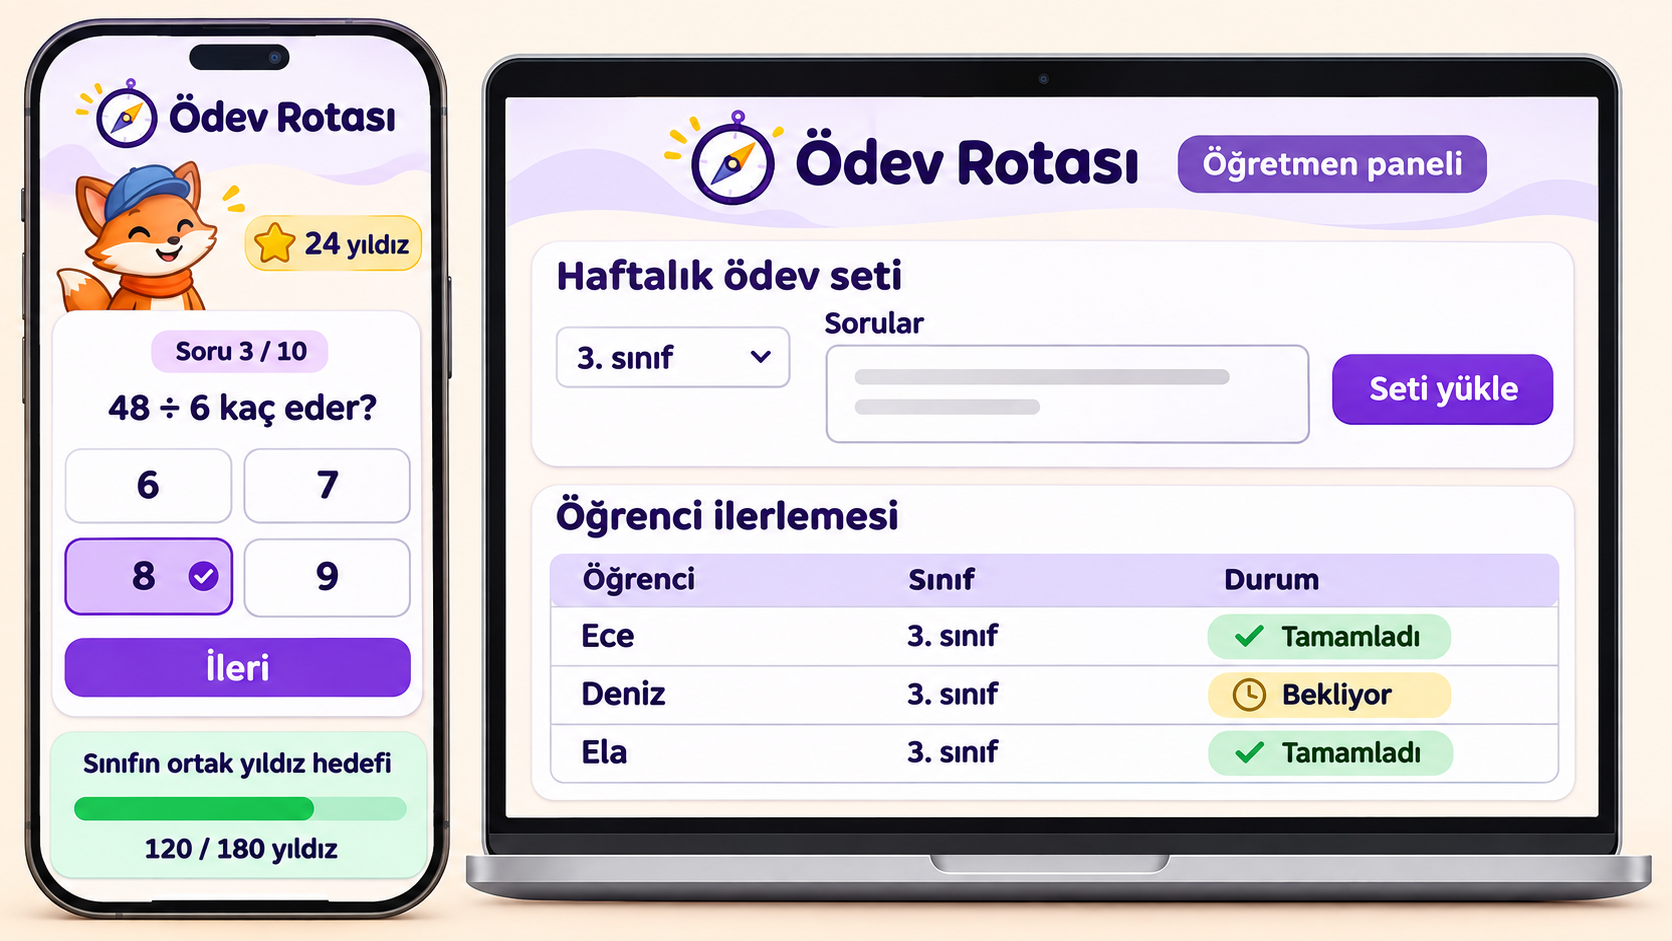 Ödev Rotası
24 yıldız
Soru 3 / 10
48 ÷ 6 kaç eder?
6
7
8
9
İleri
Sınıfın ortak yıldız hedefi
120 / 180 yıldız
Ödev Rotası
Öğretmen paneli
Haftalık ödev seti
3. sınıf
Sorular
Seti yükle
Öğrenci ilerlemesi
Öğrenci Sınıf Durum
Ece 3. sınıf Tamamladı
Deniz 3. sınıf Bekliyor
Ela 3. sınıf Tamamladı